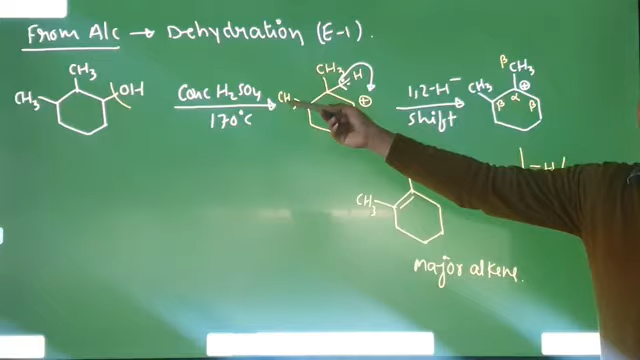 From Alc → Dehydration (E-1).
CH3 OH
CH3
Conc H2SO4
170°C
CH3
H
⊕
1,2-H⁻
shift
β
CH3
CH3
⊕
β α β
CH3
Major alkene.